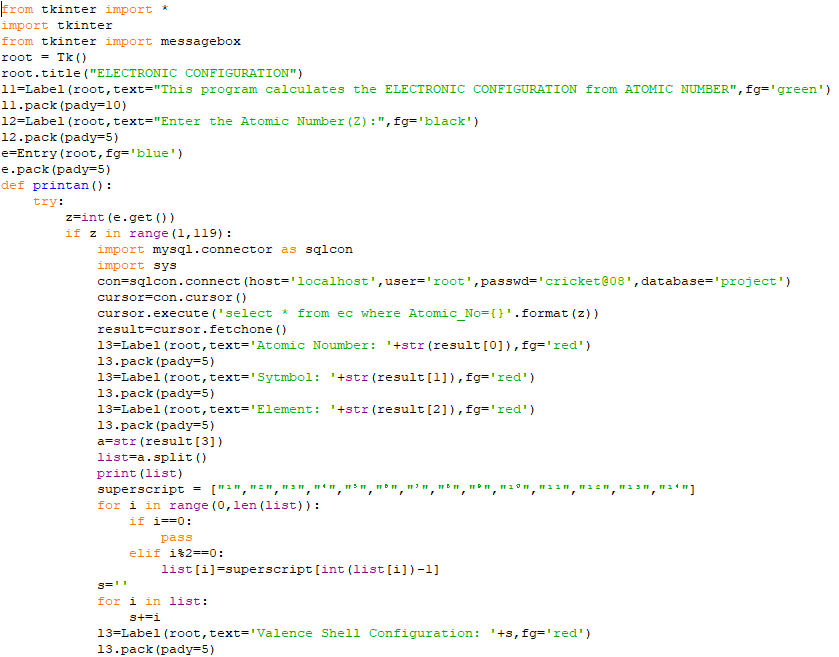 from tkinter import *
import tkinter
from tkinter import messagebox
root = Tk()
root.title("ELECTRONIC CONFIGURATION")
l1=Label(root,text="This program calculates the ELECTRONIC CONFIGURATION from ATOMIC NUMBER",fg='green')
l1.pack(pady=10)
l2=Label(root,text="Enter the Atomic Number(Z):",fg='black')
l2.pack(pady=5)
e=Entry(root,fg='blue')
e.pack(pady=5)
def printan():
    try:
        z=int(e.get())
        if z in range(1,119):
            import mysql.connector as sqlcon
            import sys
            con=sqlcon.connect(host='localhost',user='root',passwd='cricket@08',database='project')
            cursor=con.cursor()
            cursor.execute('select * from ec where Atomic_No={}'.format(z))
            result=cursor.fetchone()
            l3=Label(root,text='Atomic Noumber: '+str(result[0]),fg='red')
            l3.pack(pady=5)
            l3=Label(root,text='Sytmbol: '+str(result[1]),fg='red')
            l3.pack(pady=5)
            l3=Label(root,text='Element: '+str(result[2]),fg='red')
            l3.pack(pady=5)
            a=str(result[3])
            list=a.split()
            print(list)
            superscript = ["¹","²","³","⁴","⁵","⁶","⁷","⁸","⁹","¹⁰","¹¹","¹²","¹³","¹⁴"]
            for i in range(0,len(list)):
                if i==0:
                    pass
                elif i%2==0:
                    list[i]=superscript[int(list[i])-1]
            s=''
            for i in list:
                s+=i
            l3=Label(root,text='Valence Shell Configuration: '+s,fg='red')
            l3.pack(pady=5)